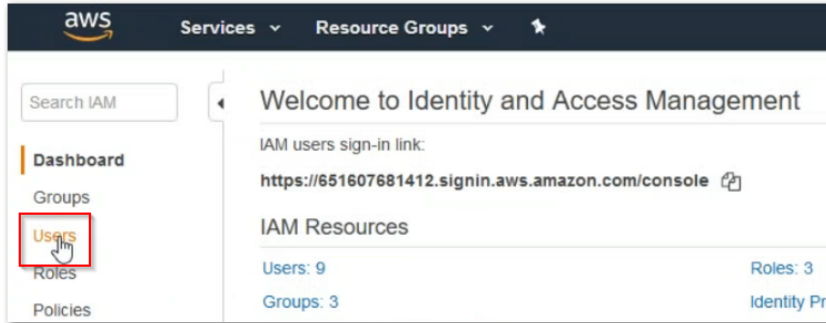 aws Services Resource Groups
Search IAM
Welcome to Identity and Access Management
IAM users sign-in link:
Dashboard
https://651607681412.signin.aws.amazon.com/console
Groups
IAM Resources
Users
Users: 9 Roles: 3
Roles
Groups: 3 Identity Pr
Policies